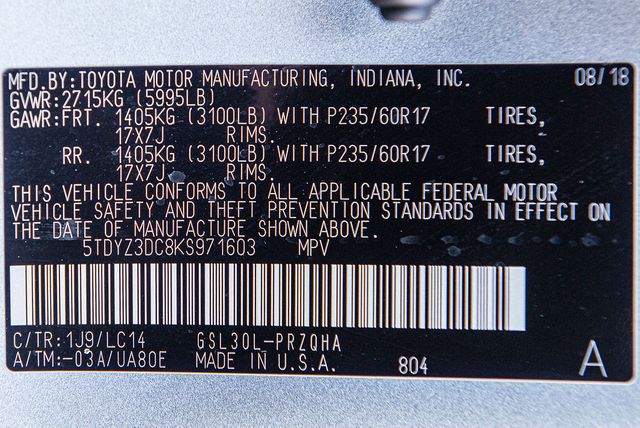 MFD. BY: TOYOTA MOTOR MANUFACTURING, INDIANA, INC. 08/18
GVWR: 2715KG (5995LB)
GAWR: FRT. 1405KG (3100LB) WITH P235/60R17 TIRES,
17X7J RIMS.
RR. 1405KG (3100LB) WITH P235/60R17 TIRES,
17X7J RIMS.
THIS VEHICLE CONFORMS TO ALL APPLICABLE FEDERAL MOTOR
VEHICLE SAFETY AND THEFT PREVENTION STANDARDS IN EFFECT ON
THE DATE OF MANUFACTURE SHOWN ABOVE.
5TDYZ3DC8KS971603 MPV
C/TR: 1J9/LC14 GSL30L-PRZQHA
A/TM: -03A/UA80E MADE IN U.S.A. 804 A